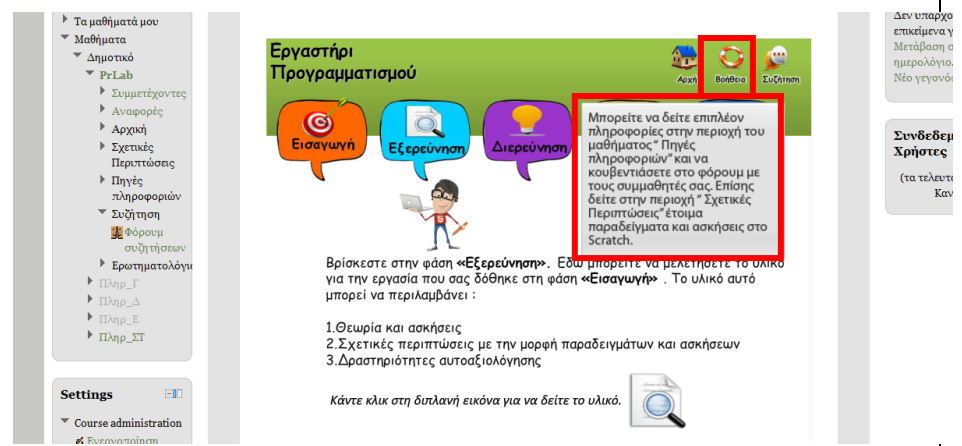 Τα μαθήματά μου
Μαθήματα
Δημοτικό
PrLab
Συμμετέχοντες
Αναφορές
Αρχική
Σχετικές
Περιπτώσεις
Πηγές
πληροφοριών
Συζήτηση
Φόρουμ
συζητήσεων
Ερωτηματολόγι
Πληρ_Γ
Πληρ_Δ
Πληρ_Ε
Πληρ_ΣΤ
Settings
Course administration
Ενεργοποίηση
Εργαστήρι
Προγραμματισμού
Αρχή
Βοήθεια
Συζήτηση
Εισαγωγή
Εξερεύνηση
Διερεύνηση
Μπορείτε να δείτε επιπλέον
πληροφορίες στην περιοχή του
μαθήματος “ Πηγές
πληροφοριών” και να
κουβεντιάσετε στο φόρουμ με
τους συμμαθητές σας. Επίσης
δείτε στην περιοχή “ Σχετικές
Περιπτώσεις” έτοιμα
παραδείγματα και ασκήσεις στο
Scratch.
Βρίσκεστε στην φάση «Εξερεύνηση». Εδώ μπορείτε να μελετήσετε το υλικό
για την εργασία που σας δόθηκε στη φάση «Εισαγωγή» . Το υλικό αυτό
μπορεί να περιλαμβάνει :
1.Θεωρία και ασκήσεις
2.Σχετικές περιπτώσεις με την μορφή παραδειγμάτων και ασκήσεων
3.Δραστηριότητες αυτοαξιολόγησης
Κάντε κλικ στη διπλανή εικόνα για να δείτε το υλικό.
Δεν υπάρχο
επικείμενα γ
Μετάβαση σ
ημερολόγιο.
Νέο γεγονός
Συνδεδεμ
Χρήστες
(τα τελευτ
Καν